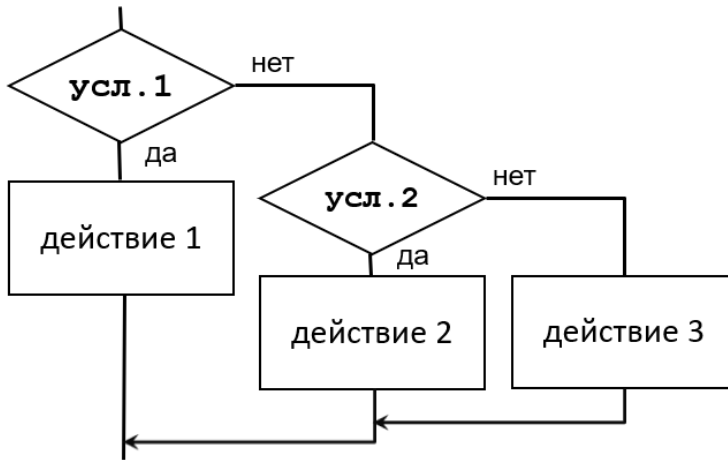 усл.1
нет
да
действие 1
усл.2
нет
да
действие 2
действие 3